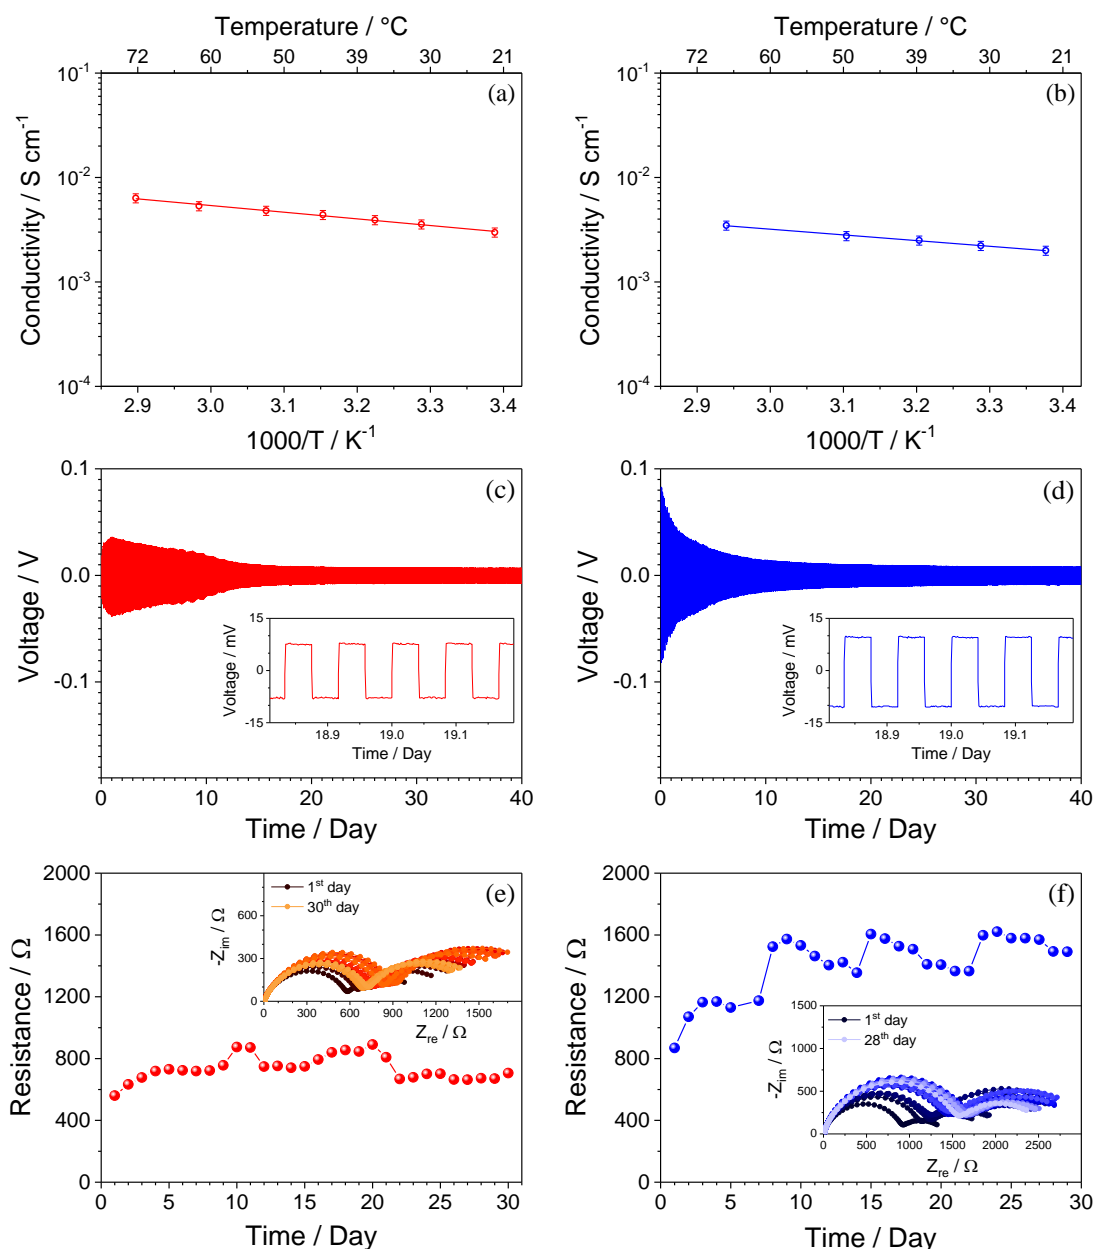 Temperature / °C
72 60 50 39 30 21
(a)
10⁻¹
10⁻²
10⁻³
10⁻⁴
Conductivity / S cm⁻¹
2.9 3.0 3.1 3.2 3.3 3.4
1000/T / K⁻¹
Temperature / °C
72 60 50 39 30 21
(b)
10⁻¹
10⁻²
10⁻³
10⁻⁴
Conductivity / S cm⁻¹
2.9 3.0 3.1 3.2 3.3 3.4
1000/T / K⁻¹
(c)
0.1
0.0
-0.1
Voltage / V
15
0
-15
Voltage / mV
18.9 19.0 19.1
Time / Day
0 10 20 30 40
Time / Day
(d)
0.1
0.0
-0.1
Voltage / V
15
0
-15
Voltage / mV
18.9 19.0 19.1
Time / Day
0 10 20 30 40
Time / Day
(e)
2000
1600
1200
800
400
0
Resistance / Ω
1ˢᵗ day
30ᵗʰ day
900
600
300
0
-Zᵢₘ / Ω
0 300 600 900 1200 1500
Zᵣₑ / Ω
0 5 10 15 20 25 30
Time / Day
(f)
2000
1600
1200
800
400
0
Resistance / Ω
1ˢᵗ day
28ᵗʰ day
1500
1000
500
0
-Zᵢₘ / Ω
0 500 1000 1500 2000 2500
Zᵣₑ / Ω
0 5 10 15 20 25 30
Time / Day